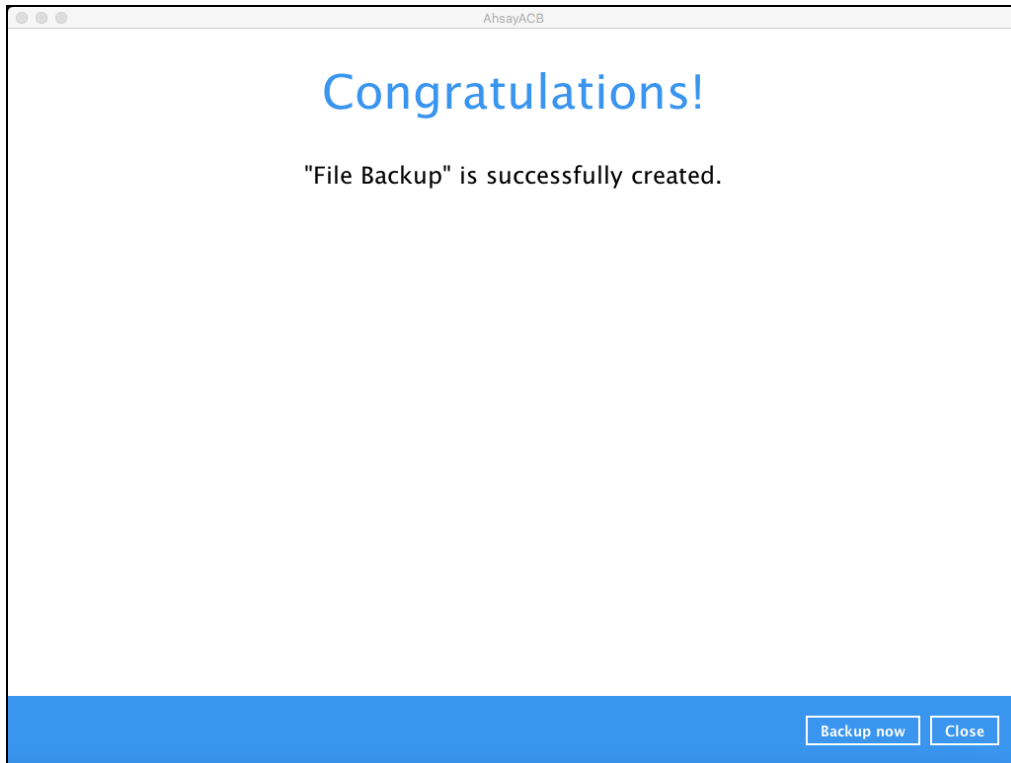 AhsayACB
Congratulations!
"File Backup" is successfully created.
Backup now Close